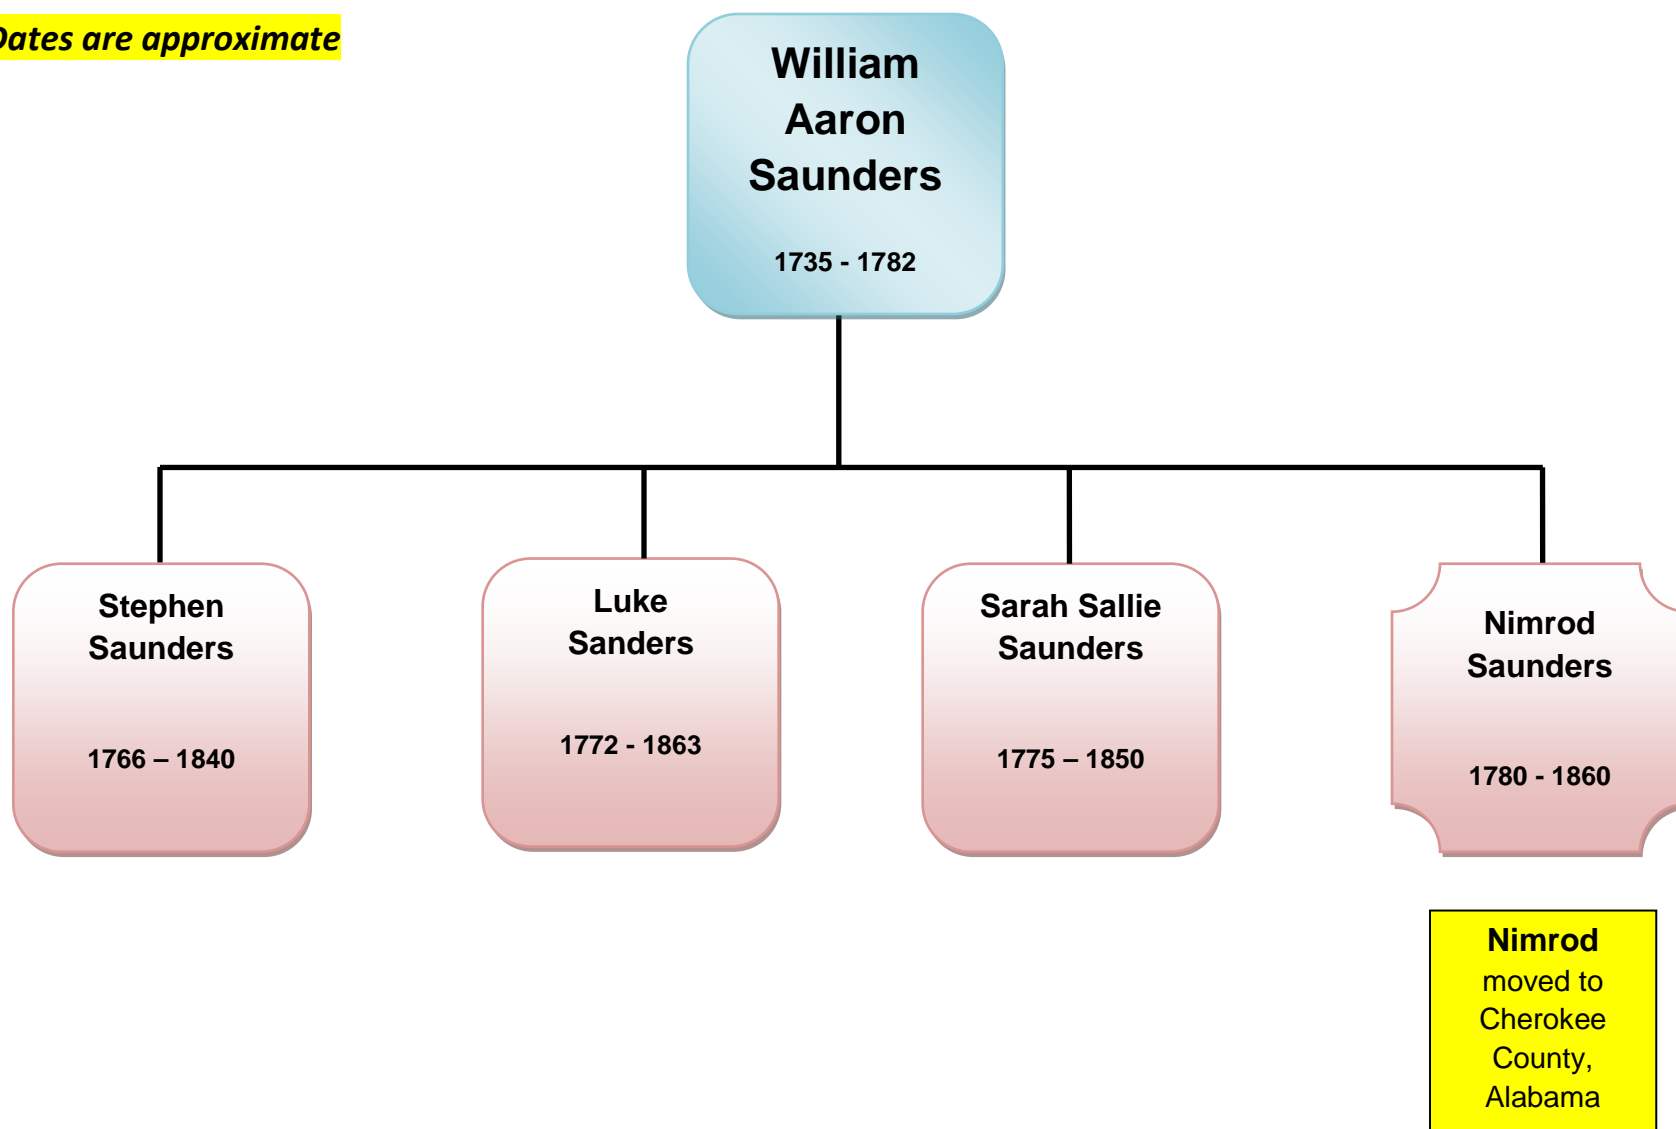 Dates are approximate
William
Aaron
Saunders
1735 - 1782
Stephen
Saunders
1766 – 1840
Luke
Sanders
1772 - 1863
Sarah Sallie
Saunders
1775 – 1850
Nimrod
Saunders
1780 - 1860
Nimrod
moved to
Cherokee
County,
Alabama